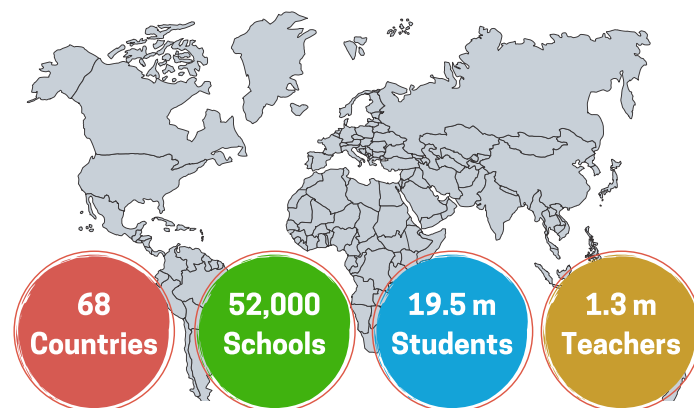 68
Countries
52,000
Schools
19.5 m
Students
1.3 m
Teachers